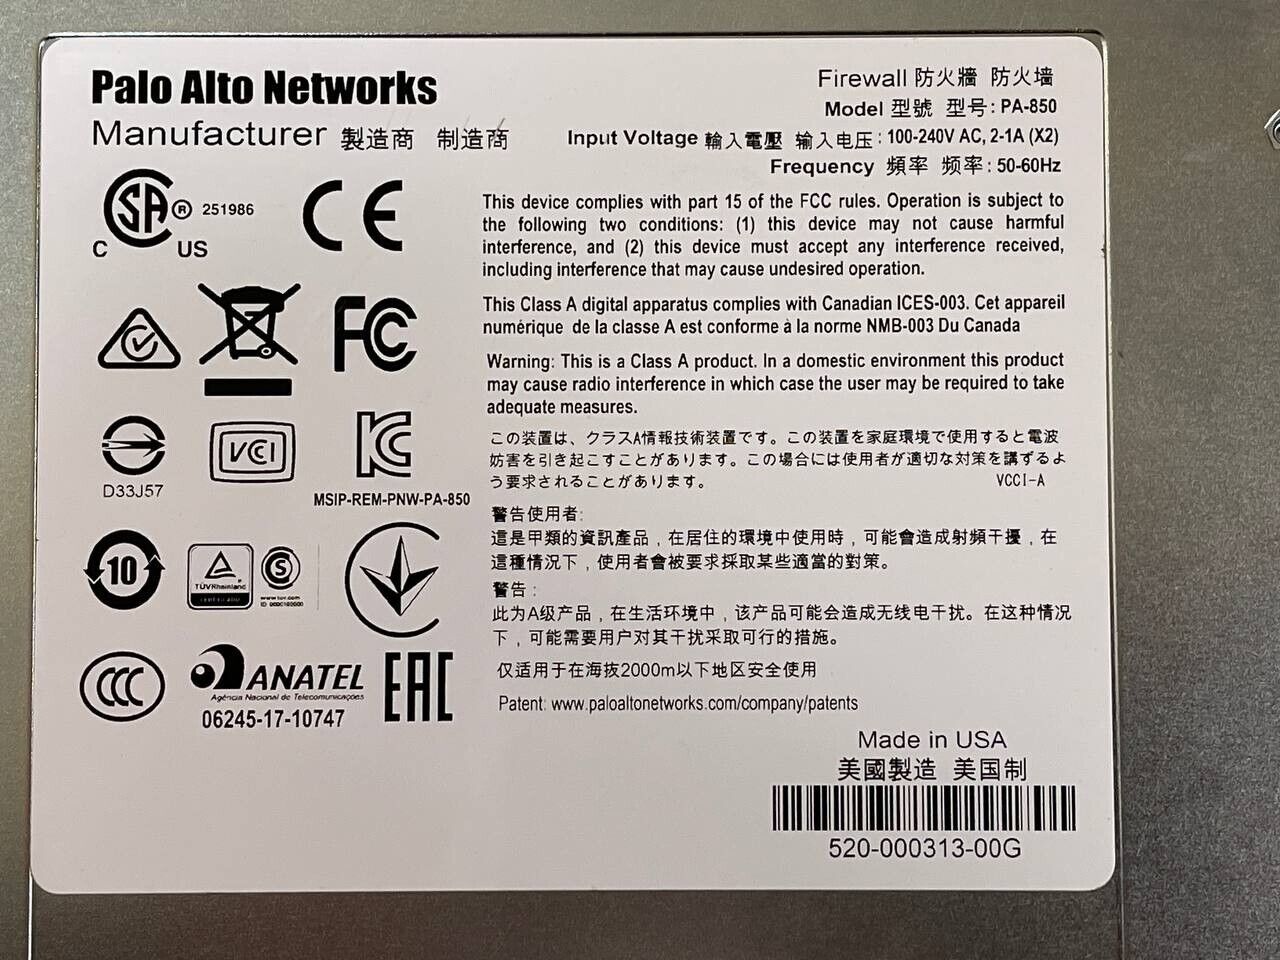 Palo Alto Networks
Manufacturer 製造商 制造商
Firewall 防火牆 防火墙
Model 型號 型号: PA-850
Input Voltage 輸入電壓 输入电压: 100-240V AC, 2-1A (X2)
Frequency 頻率 频率: 50-60Hz
SA ® 251986
C US
CE
FC
D33J57
VCI
KC
MSIP-REM-PNW-PA-850
10
TÜVRheinland
CERTIFICADO
S
www.tuv.com
CCC
ANATEL
Agência Nacional de Telecomunicações
06245-17-10747
EAC
This device complies with part 15 of the FCC rules. Operation is subject to
the following two conditions: (1) this device may not cause harmful
interference, and (2) this device must accept any interference received,
including interference that may cause undesired operation.
This Class A digital apparatus complies with Canadian ICES-003. Cet appareil
numérique de la classe A est conforme à la norme NMB-003 Du Canada
Warning: This is a Class A product. In a domestic environment this product
may cause radio interference in which case the user may be required to take
adequate measures.
この装置は、クラスA情報技術装置です。この装置を家庭環境で使用すると電波
妨害を引き起こすことがあります。この場合には使用者が適切な対策を講ずるよ
う要求されることがあります。 VCCI-A
警告使用者:
這是甲類的資訊產品，在居住的環境中使用時，可能會造成射頻干擾，在
這種情況下，使用者會被要求採取某些適當的對策。
警告：
此为A级产品，在生活环境中，该产品可能会造成无线电干扰。在这种情况
下，可能需要用户对其干扰采取可行的措施。
仅适用于在海拔2000m以下地区安全使用
Patent: www.paloaltonetworks.com/company/patents
Made in USA
美國製造 美国制
520-000313-00G